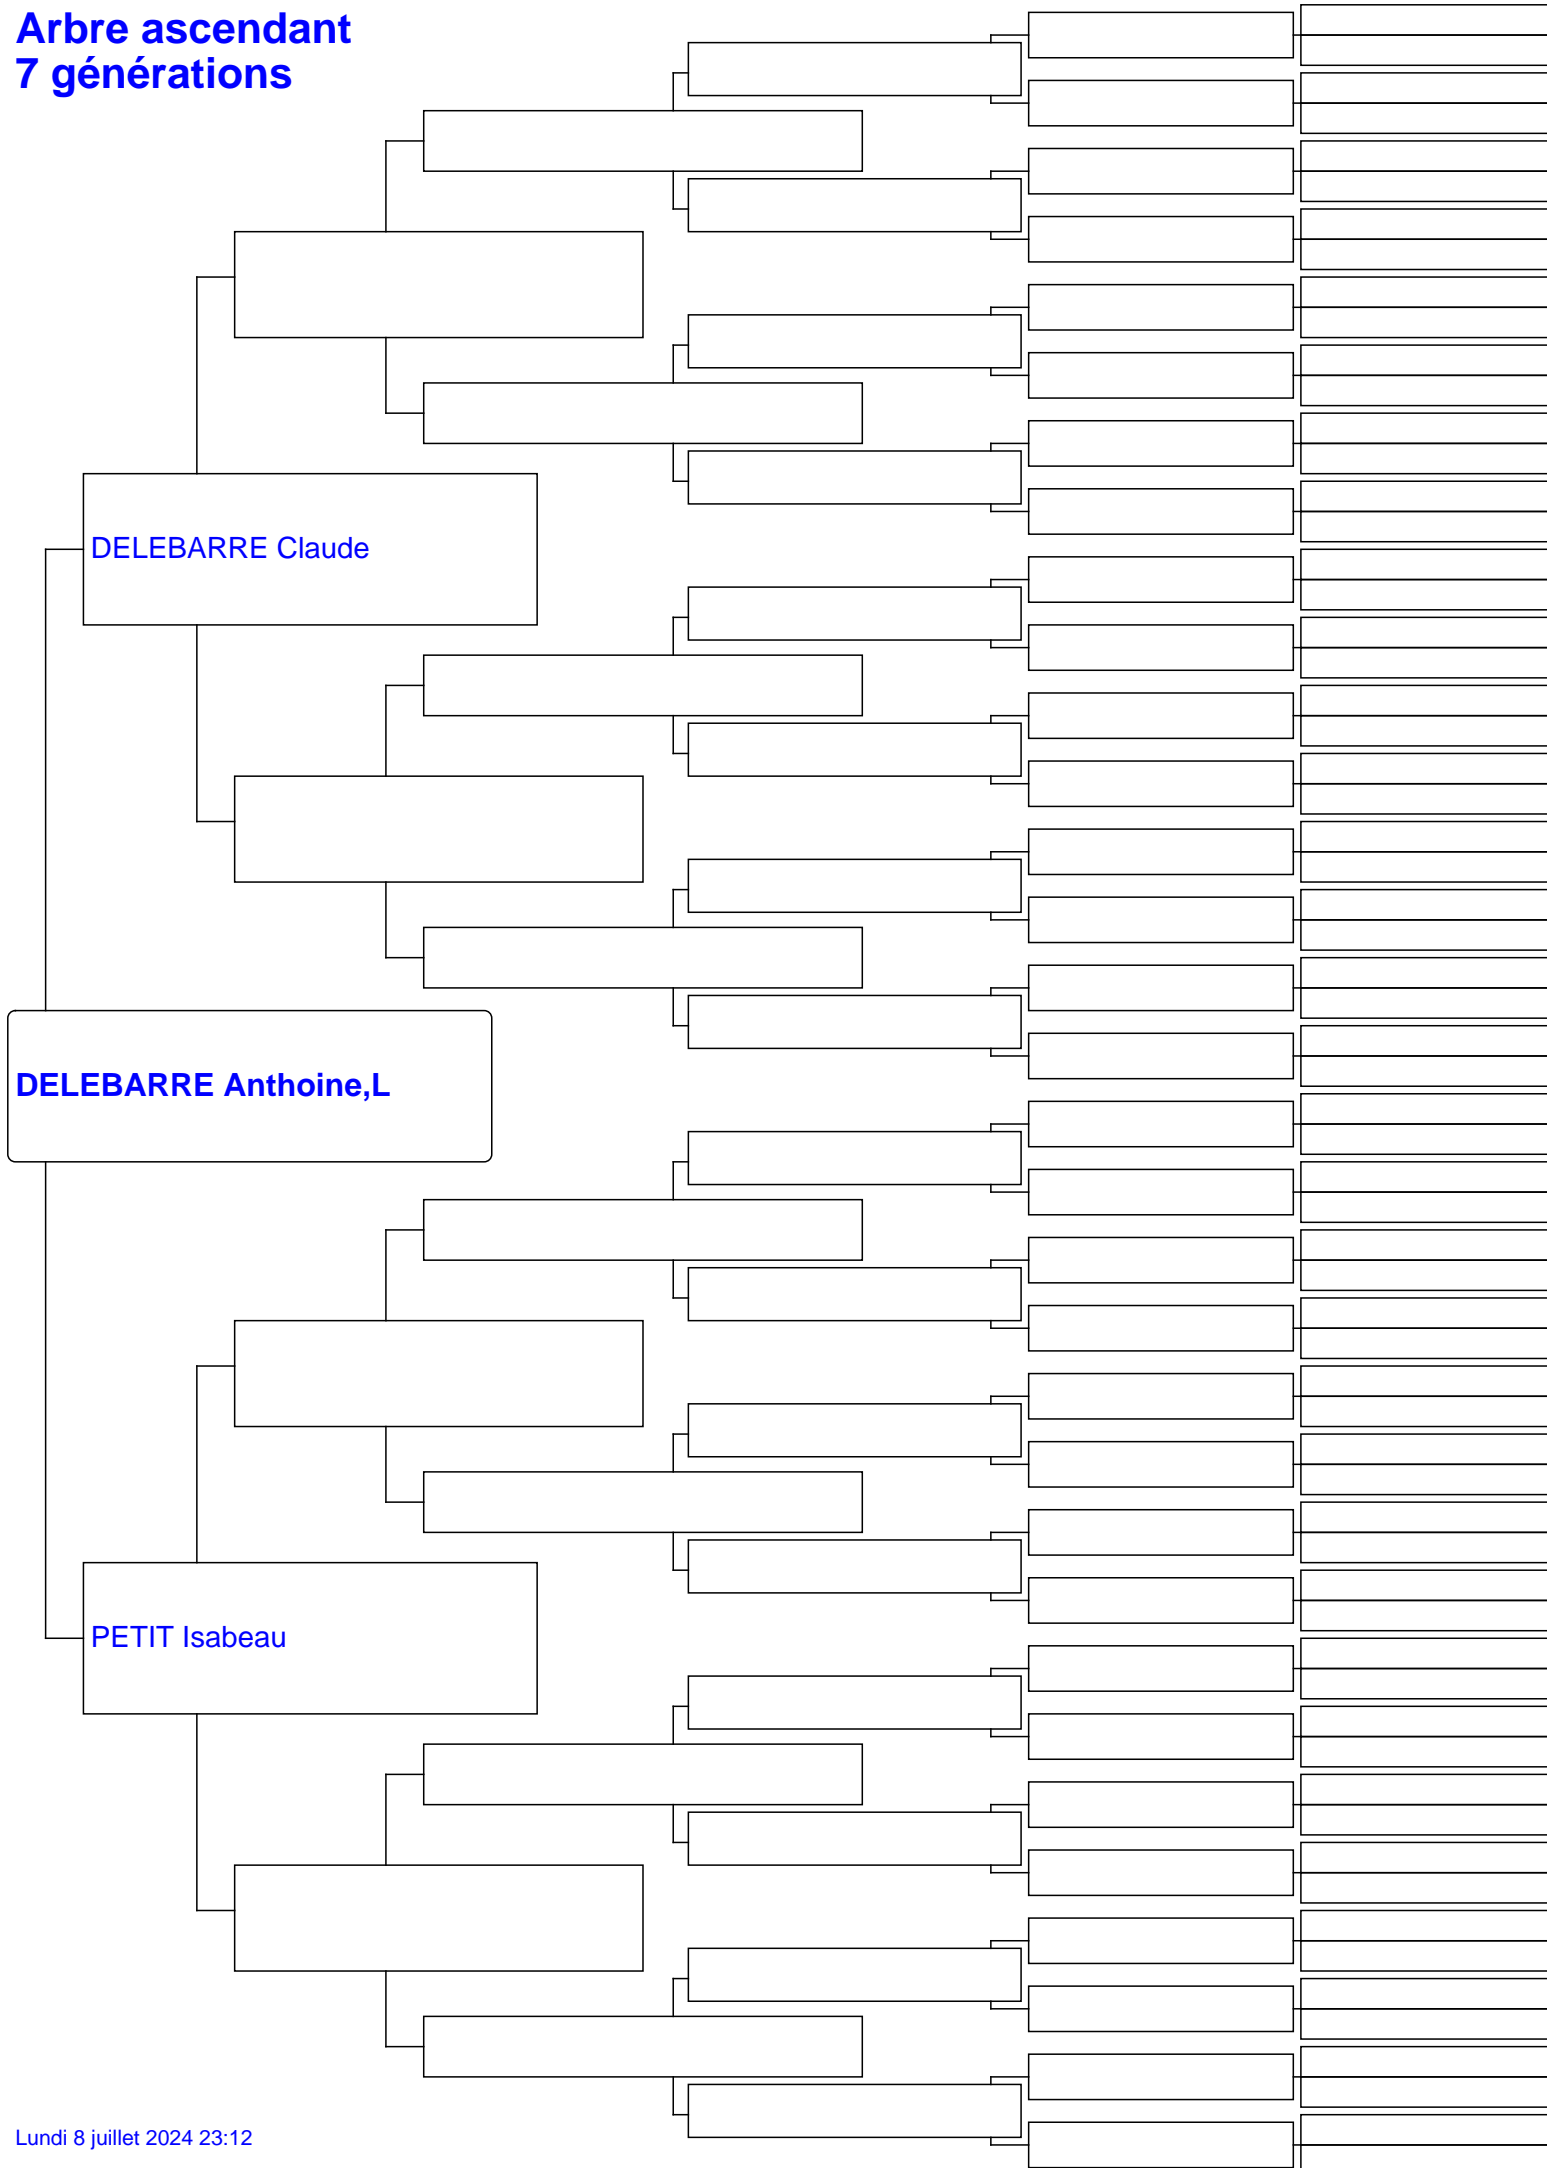 Arbre ascendant
7 générations
DELEBARRE Claude
DELEBARRE Anthoine,L
PETIT Isabeau
Lundi 8 juillet 2024 23:12